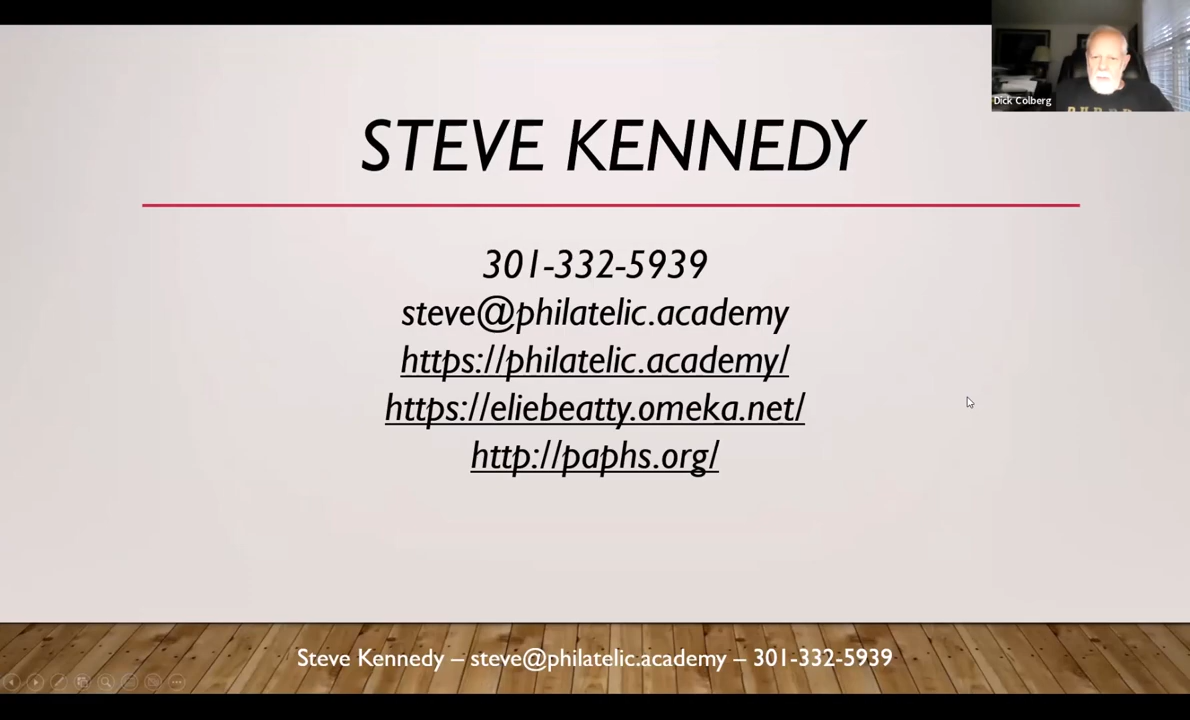 Dick Colberg
STEVE KENNEDY
301-332-5939
steve@philatelic.academy
https://philatelic.academy/
https://eliebeatty.omeka.net/
http://paphs.org/
Steve Kennedy – steve@philatelic.academy – 301-332-5939